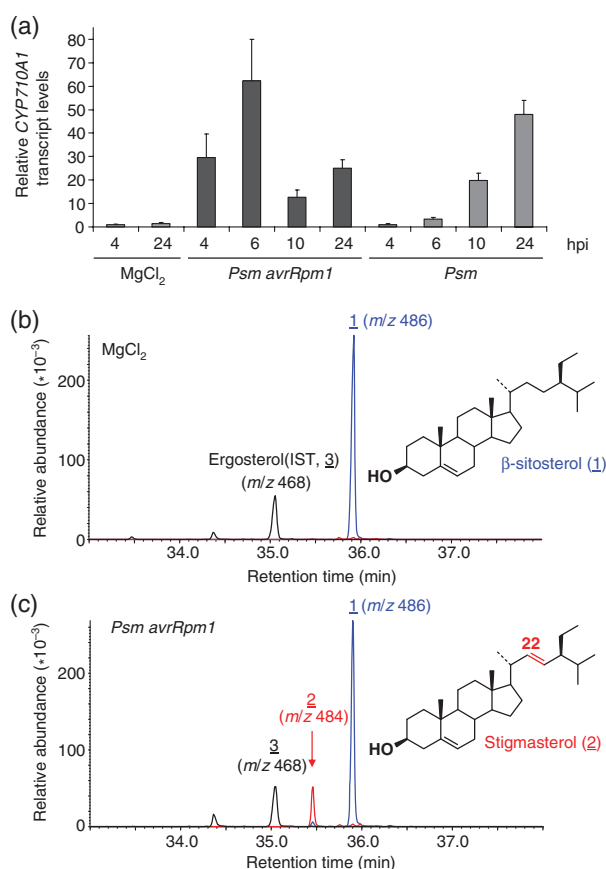 (a)
Relative CYP710A1
transcript levels
80
70
60
50
40
30
20
10
0
4 24 4 6 10 24 4 6 10 24 hpi
MgCl₂ Psm avrRpm1 Psm
(b)
Relative abundance (*10⁻³)
MgCl₂
1 (m/z 486)
200
Ergosterol(IST, 3)
(m/z 468)
100
HO
β-sitosterol (1)
0
34.0 35.0 36.0 37.0
Retention time (min)
(c)
Relative abundance (*10⁻³)
Psm avrRpm1
1 (m/z 486)
22
200
2
(m/z 484)
3
(m/z 468)
100
HO
Stigmasterol (2)
0
34.0 35.0 36.0 37.0
Retention time (min)